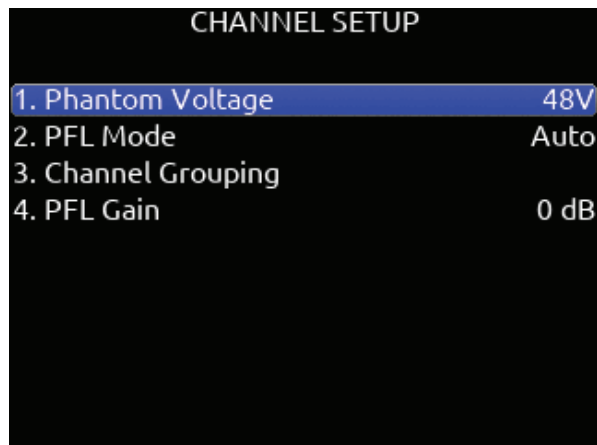 CHANNEL SETUP
1. Phantom Voltage 48V
2. PFL Mode Auto
3. Channel Grouping
4. PFL Gain 0 dB